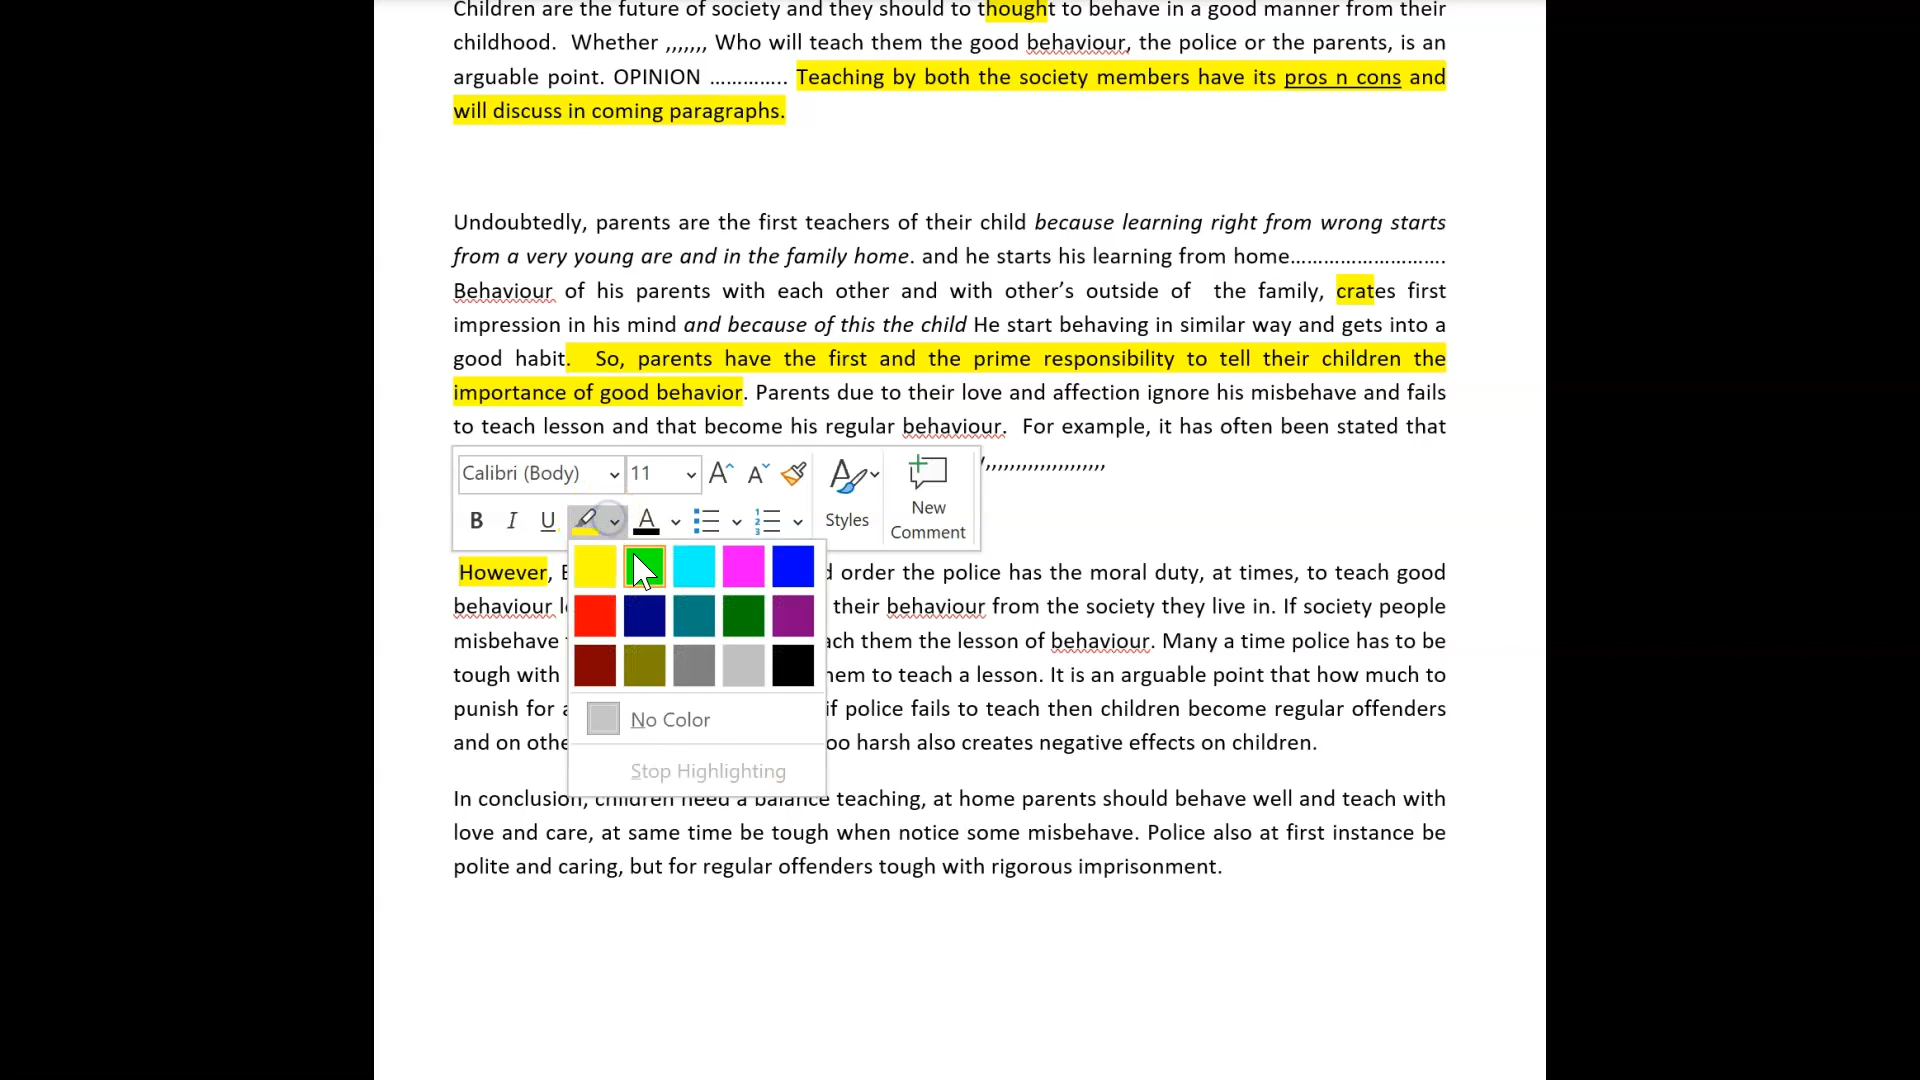 Children are the future of society and they should to thought to behave in a good manner from their
childhood. Whether ,,,,,,, Who will teach them the good behaviour, the police or the parents, is an
arguable point. OPINION ………….. Teaching by both the society members have its pros n cons and
will discuss in coming paragraphs.
Undoubtedly, parents are the first teachers of their child because learning right from wrong starts
from a very young are and in the family home. and he starts his learning from home……………………….
Behaviour of his parents with each other and with other’s outside of the family, crates first
impression in his mind and because of this the child He start behaving in similar way and gets into a
good habit. So, parents have the first and the prime responsibility to tell their children the
importance of good behavior. Parents due to their love and affection ignore his misbehave and fails
to teach lesson and that become his regular behaviour. For example, it has often been stated that
,,,,,,,,,,,,,,,,,,,,
Calibri (Body) 11 A A Styles New Comment
B I U A
However, order the police has the moral duty, at times, to teach good
behaviour their behaviour from the society they live in. If society people
misbehave them the lesson of behaviour. Many a time police has to be
tough with to teach a lesson. It is an arguable point that how much to
punish for if police fails to teach then children become regular offenders
and on harsh also creates negative effects on children.
No Color
Stop Highlighting
In conclusion, children need a balance teaching, at home parents should behave well and teach with
love and care, at same time be tough when notice some misbehave. Police also at first instance be
polite and caring, but for regular offenders tough with rigorous imprisonment.